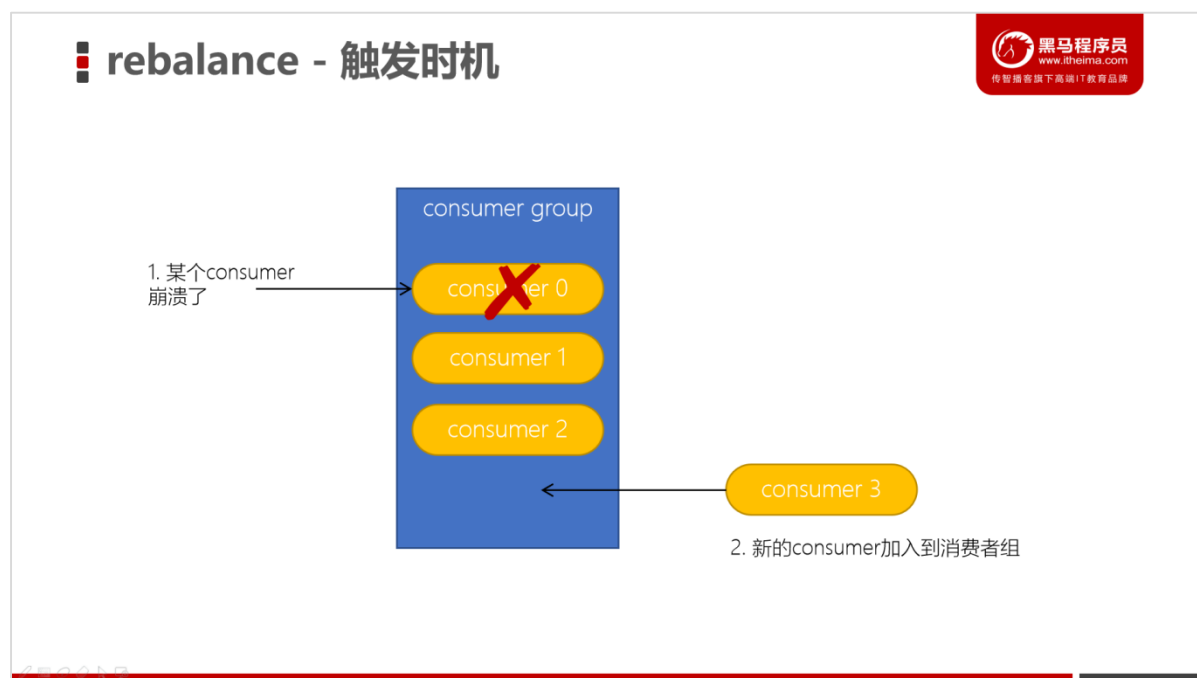 rebalance - 触发时机
黑马程序员
www.itheima.com
传智播客旗下高端IT教育品牌
consumer group
1. 某个consumer
崩溃了
consumer 0
consumer 1
consumer 2
consumer 3
2. 新的consumer加入到消费者组